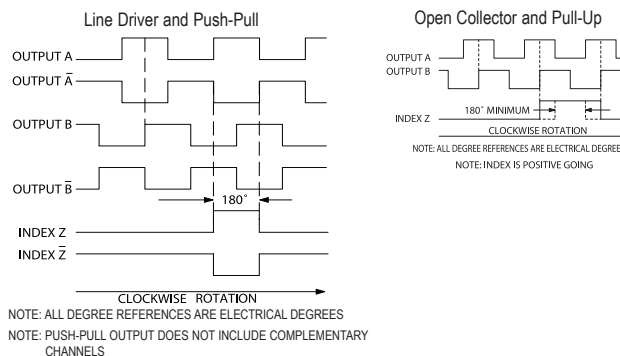 Line Driver and Push-Pull
OUTPUT A
OUTPUT A̅
OUTPUT B
OUTPUT B̅
180°
INDEX Z
INDEX Z̅
CLOCKWISE ROTATION
NOTE: ALL DEGREE REFERENCES ARE ELECTRICAL DEGREES
NOTE: PUSH-PULL OUTPUT DOES NOT INCLUDE COMPLEMENTARY
CHANNELS
Open Collector and Pull-Up
OUTPUT A
OUTPUT B
180° MINIMUM
INDEX Z
CLOCKWISE ROTATION
NOTE: ALL DEGREE REFERENCES ARE ELECTRICAL DEGREE
NOTE: INDEX IS POSITIVE GOING